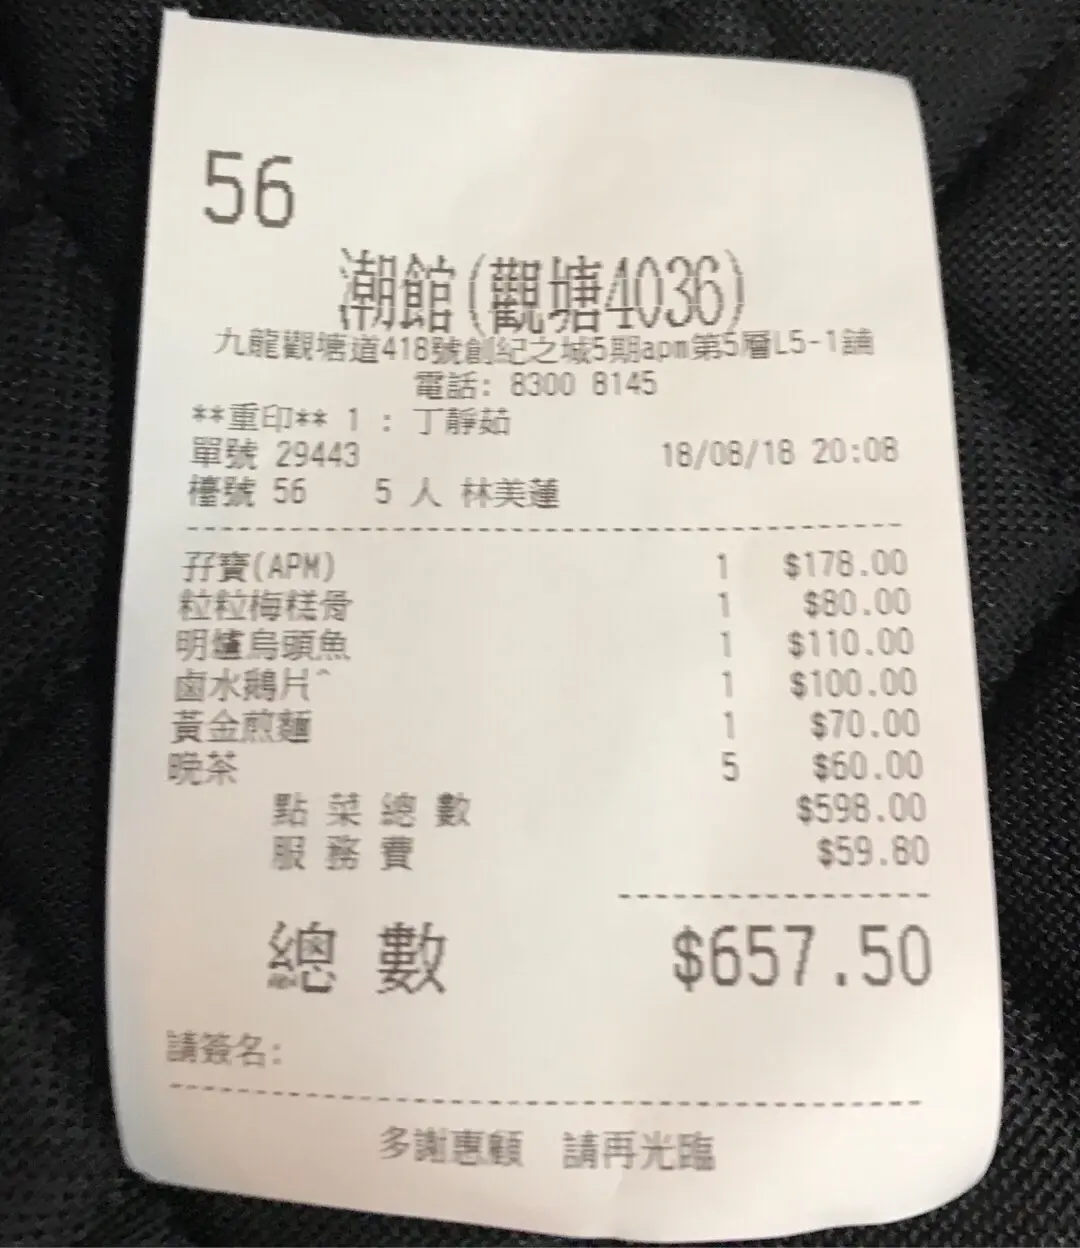 56
潮館(觀塘4036)
九龍觀塘道418號創紀之城5期apm第5層L5-1舖
電話: 8300 8145
**重印** 1 : 丁靜茹
單號 29443 18/08/18 20:08
檯號 56 5 人 林美蓮
孖寶(APM) 1 $178.00
粒粒梅糕骨 1 $80.00
明爐烏頭魚 1 $110.00
鹵水鵝片^ 1 $100.00
黃金煎麵 1 $70.00
晚茶 5 $60.00
點 菜 總 數 $598.00
服 務 費 $59.80
總 數 $657.50
請簽名:
多謝惠顧 請再光臨